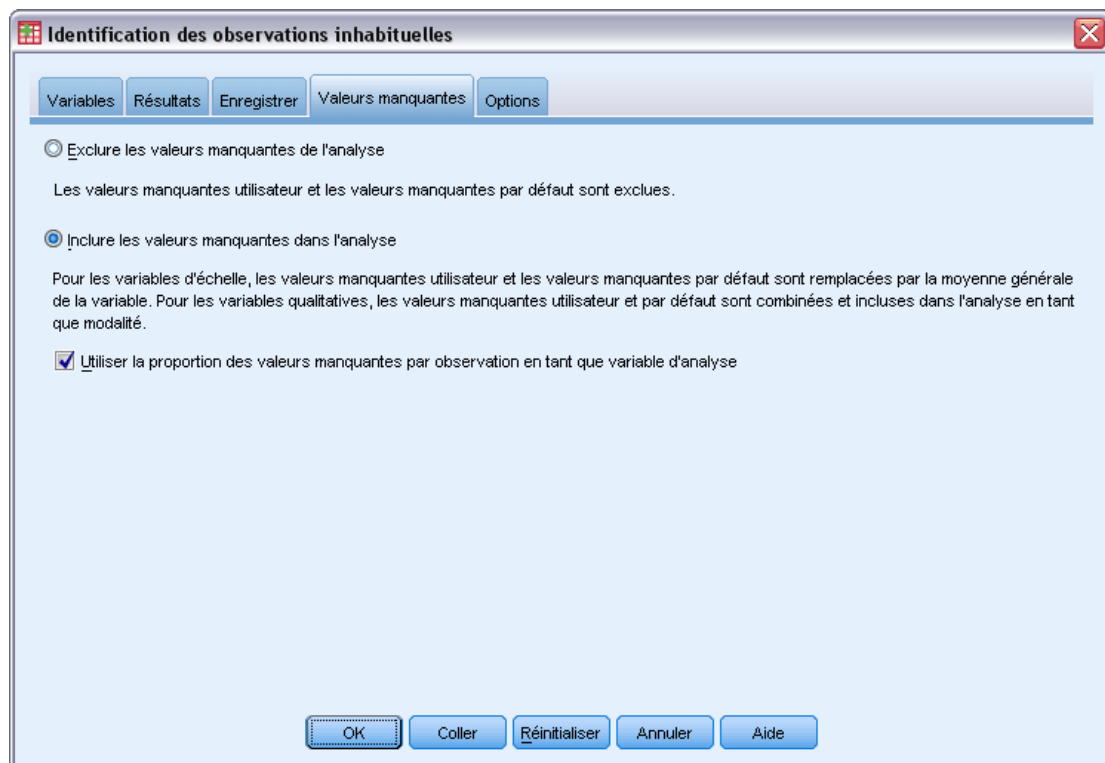 Identification des observations inhabituelles
Variables Résultats Enregistrer Valeurs manquantes Options
Exclure les valeurs manquantes de l'analyse
Les valeurs manquantes utilisateur et les valeurs manquantes par défaut sont exclues.
Inclure les valeurs manquantes dans l'analyse
Pour les variables d'échelle, les valeurs manquantes utilisateur et les valeurs manquantes par défaut sont remplacées par la moyenne générale
de la variable. Pour les variables qualitatives, les valeurs manquantes utilisateur et par défaut sont combinées et incluses dans l'analyse en tant
que modalité.
Utiliser la proportion des valeurs manquantes par observation en tant que variable d'analyse
OK Coller Réinitialiser Annuler Aide